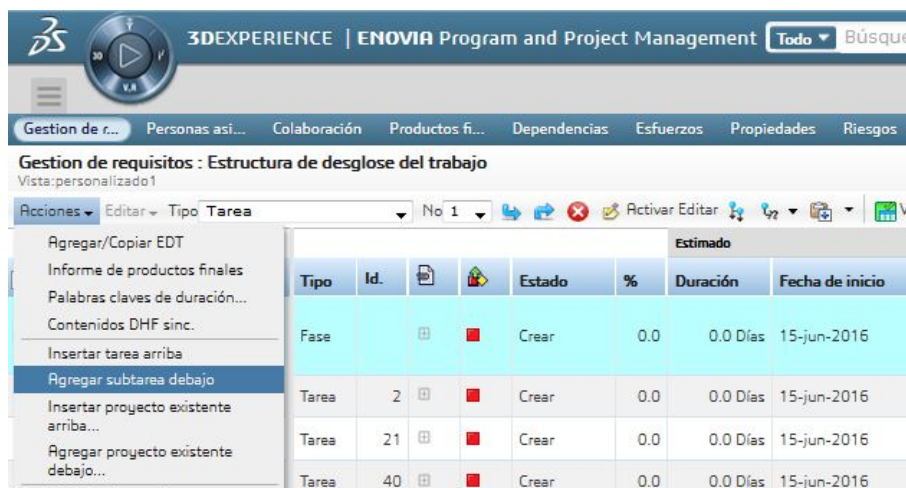 3DEXPERIENCE | ENOVIA Program and Project Management Todo Búsque
3D
V,R
Gestion de r... Personas asi... Colaboración Productos fi... Dependencias Esfuerzos Propiedades Riesgos
Gestion de requisitos : Estructura de desglose del trabajo
Vista:personalizado1
Acciones Editar Tipo Tarea No 1 Activar Editar V
Agregar/Copiar EDT
Informe de productos finales
Palabras claves de duración...
Contenidos DHF sinc.
Insertar tarea arriba
Agregar subtarea debajo
Insertar proyecto existente
arriba...
Agregar proyecto existente
debajo...
Estimado
Tipo Id. Estado % Duración Fecha de inicio
Fase Crear 0.0 0.0 Días 15-jun-2016
Tarea 2 Crear 0.0 0.0 Días 15-jun-2016
Tarea 21 Crear 0.0 0.0 Días 15-jun-2016
Tarea 40 Crear 0.0 0.0 Días 15-jun-2016